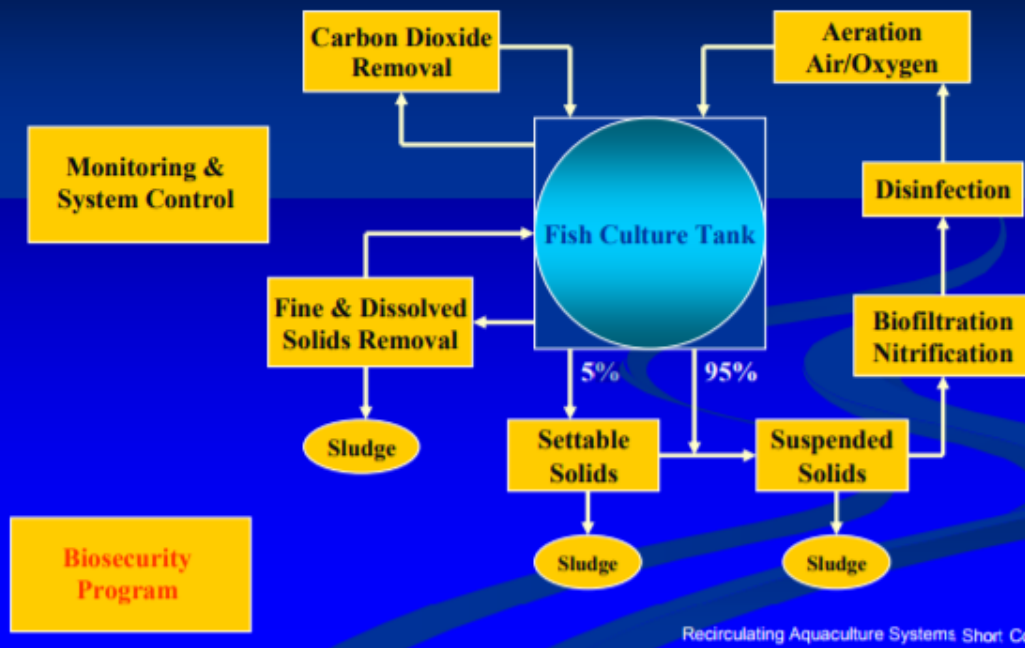 Carbon Dioxide
Removal
Aeration
Air/Oxygen
Monitoring &
System Control
Disinfection
Fish Culture Tank
Fine & Dissolved
Solids Removal
Biofiltration
Nitrification
5%
95%
Sludge
Settable
Solids
Suspended
Solids
Sludge
Sludge
Biosecurity
Program
Recirculating Aquaculture Systems Short